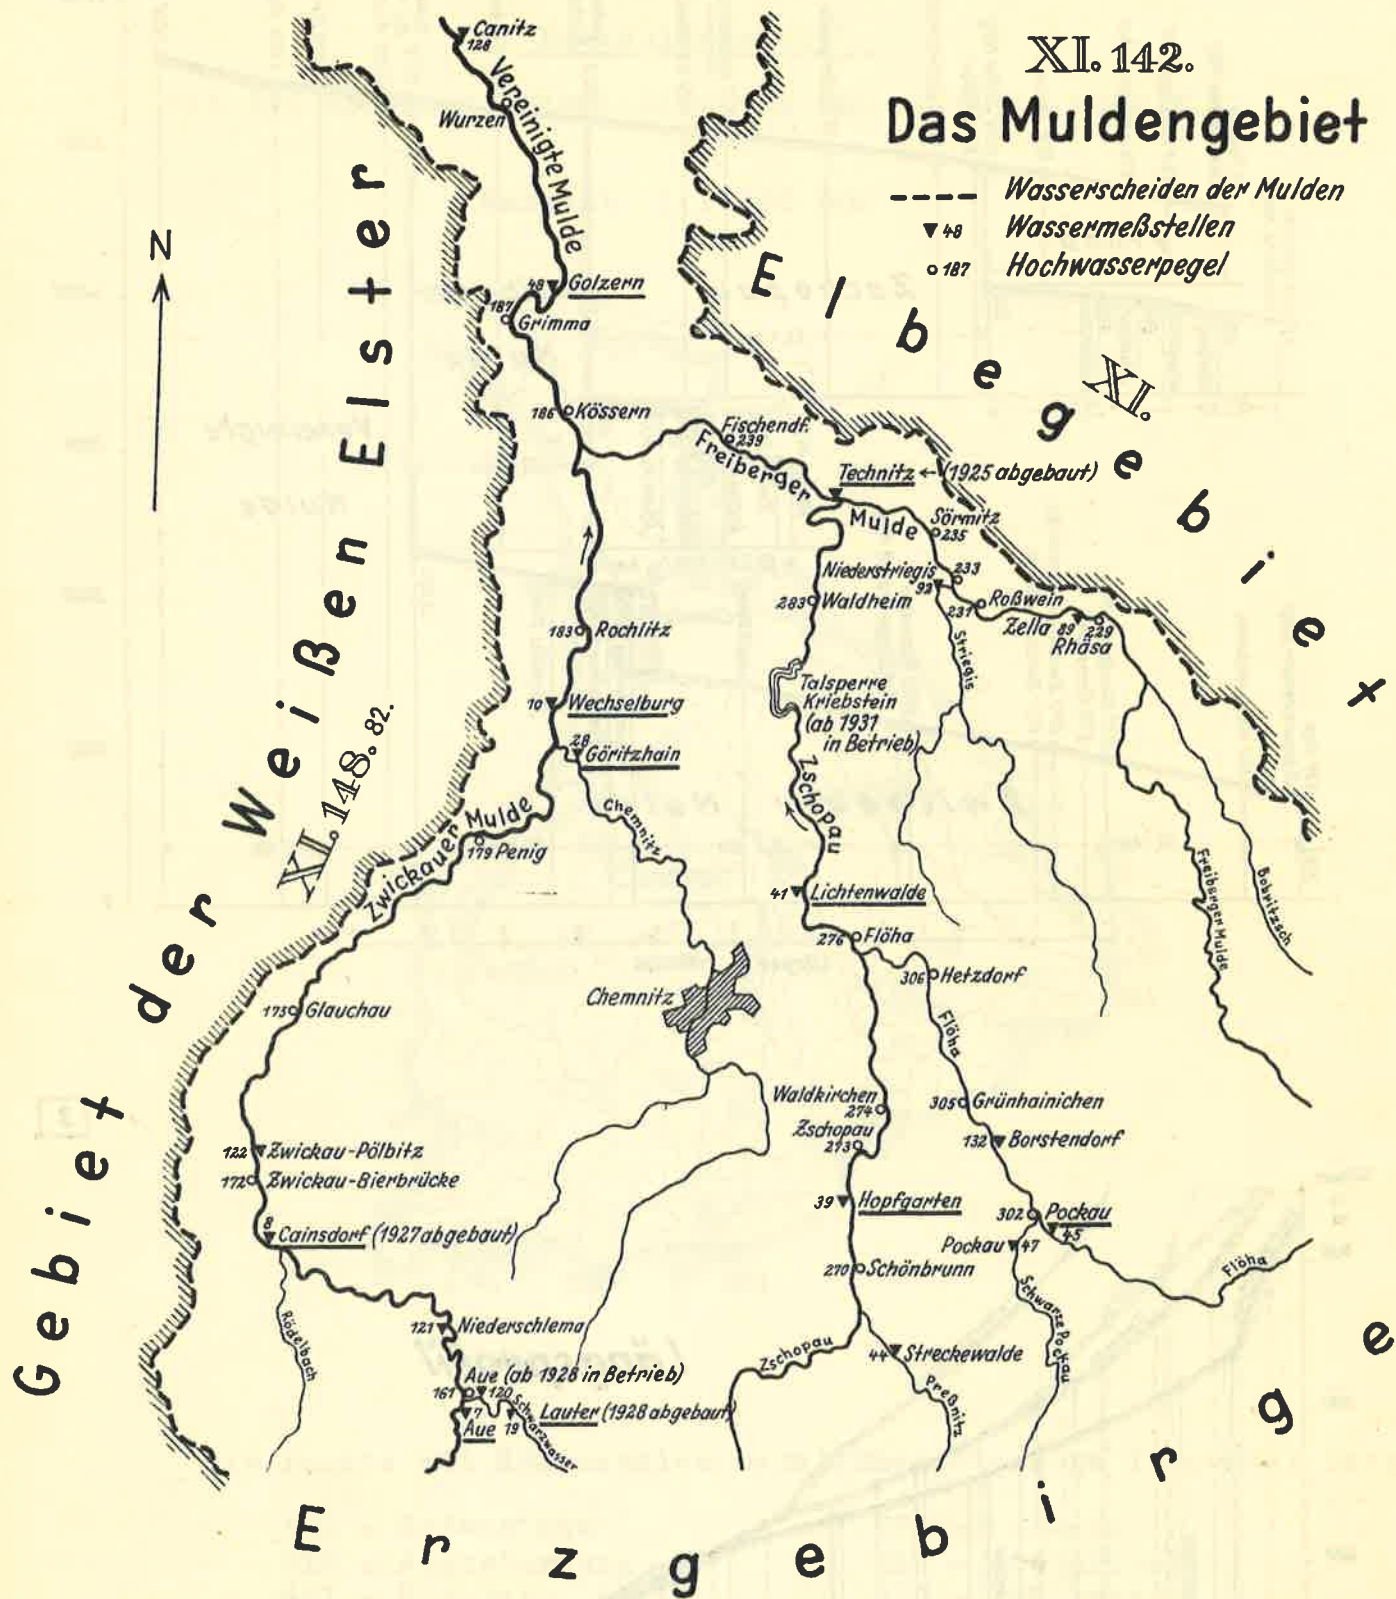 XI. 142.
Das Muldengebiet
Wasserscheiden der Mulden
48 Wassermeßstellen
187 Hochwasserpegel
N
Gebiet der Weißen Elster
XI. 148. 82.
Elbegebiet
XI.
Erzgebirge
Canitz
128
Vereinigte Mulde
Wurzen
48 Golzern
187
Grimma
186 Kössern
Fischendf.
239
Freiberger
Mulde
Technitz ← (1925 abgebaut)
Sörmitz
235
Niederstriegis
233
92
283 Waldheim
231
Roßwein
Zella 89 229
Rhäsa
Striegis
183 Rochlitz
Talsperre
Kriebstein
(ab 1931
in Betrieb)
10 Wechselburg
28
Göritzhain
Zschopau
Chemnitz
Zwickauer Mulde
179 Penig
41 Lichtenwalde
Freiberger Mulde
Bobritzsch
276 Flöha
306 Hetzdorf
Chemnitz
175 Glauchau
Flöha
Waldkirchen
274
305 Grünhainichen
Zschopau
273
132 Borstendorf
122 Zwickau-Pölbitz
172 Zwickau-Bierbrücke
39 Hopfgarten
302 Pockau
45
8
Cainsdorf (1927 abgebaut)
Pockau 47
270 Schönbrunn
Flöha
Schwarze Pockau
Rödelbach
121 Niederschlema
Zschopau
44 Streckewalde
Preßnitz
Aue (ab 1928 in Betrieb)
161 120
Schwarzwasser
7
Aue
19
Lauter (1928 abgebaut)